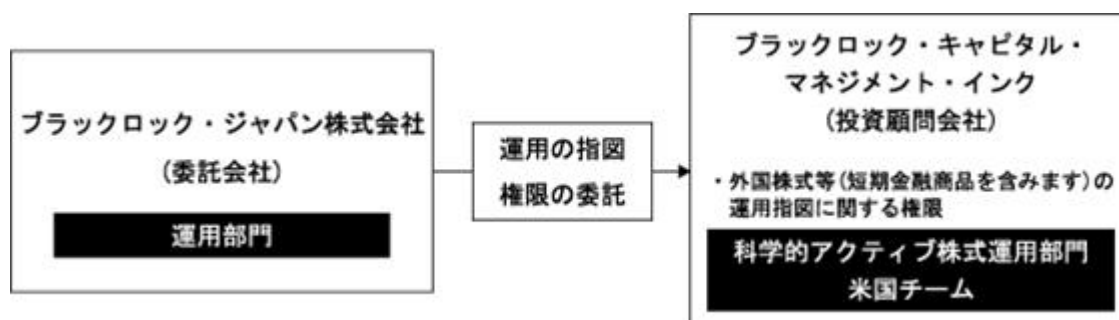 ブラックロック・ジャパン株式会社
(委託会社)
運用部門
運用の指図
権限の委託
ブラックロック・キャピタル・
マネジメント・インク
(投資顧問会社)
・外国株式等(短期金融商品を含みます)の
運用指図に関する権限
科学的アクティブ株式運用部門
米国チーム